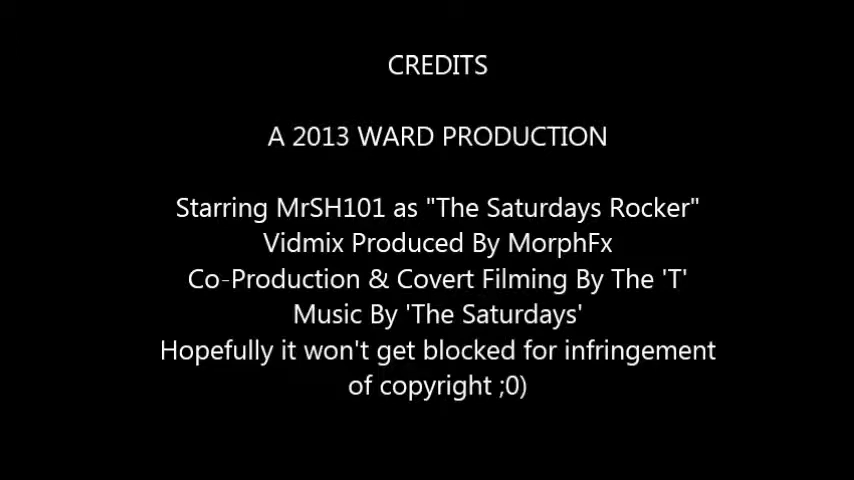 CREDITS
A 2013 WARD PRODUCTION
Starring MrSH101 as "The Saturdays Rocker"
Vidmix Produced By MorphFx
Co-Production & Covert Filming By The 'T'
Music By 'The Saturdays'
Hopefully it won't get blocked for infringement
of copyright ;0)